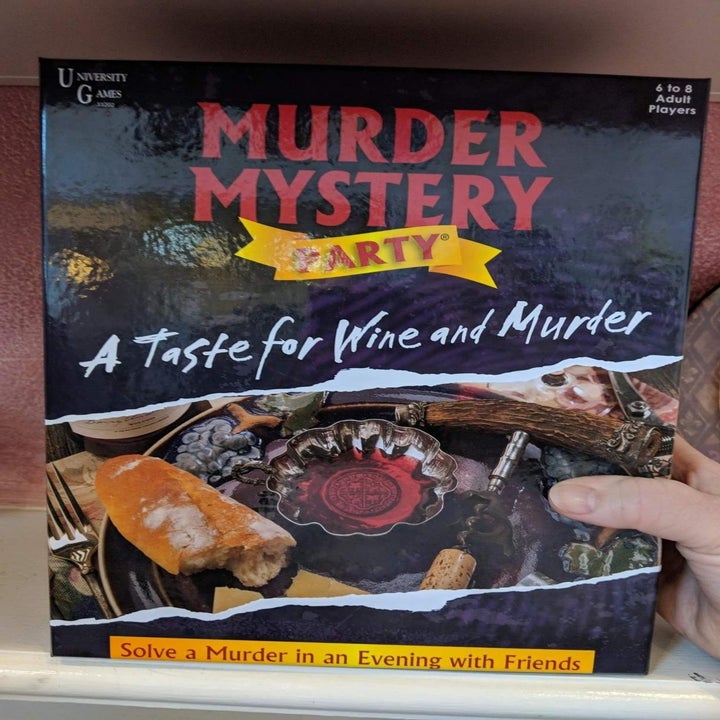 UNIVERSITY
GAMES
33202
6 to 8
Adult
Players
MURDER
MYSTERY
PARTY®
A Taste for Wine and Murder
Solve a Murder in an Evening with Friends